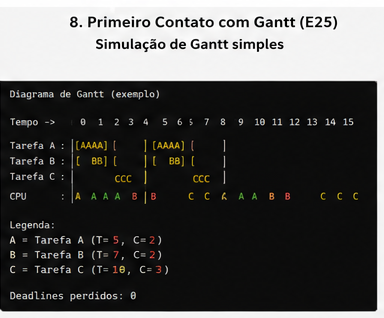 8. Primeiro Contato com Gantt (E25)
Simulação de Gantt simples
Diagrama de Gantt (exemplo)
Tempo -> 0 1 2 3 4 5 6 7 8 9 10 11 12 13 14 15
Tarefa A : |[AAAA] [ ]|[AAAA] [ |
Tarefa B : |[ BB] [ ]|[ BB] [ |
Tarefa C : | CCC | CCC |
CPU : |A A A A B|B C C A A A B B C C C
Legenda:
A = Tarefa A (T= 5, C= 2)
B = Tarefa B (T= 7, C= 2)
C = Tarefa C (T= 10, C= 3)
Deadlines perdidos: 0